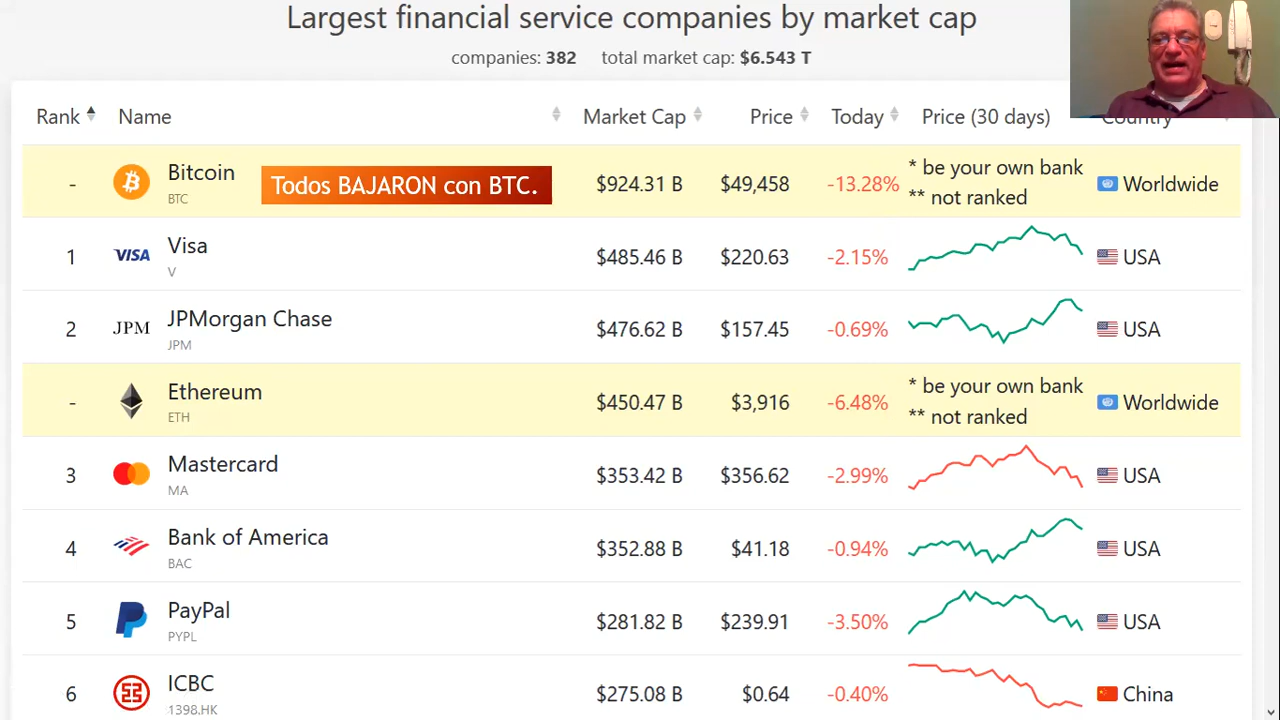 Largest financial service companies by market cap
companies: 382 total market cap: $6.543 T
Rank Name Market Cap Price Today Price (30 days) Country
- Bitcoin Todos BAJARON con BTC. $924.31 B $49,458 -13.28% * be your own bank Worldwide
BTC ** not ranked
1 VISA Visa $485.46 B $220.63 -2.15% USA
V
2 JPM JPMorgan Chase $476.62 B $157.45 -0.69% USA
JPM
- Ethereum $450.47 B $3,916 -6.48% * be your own bank Worldwide
ETH ** not ranked
3 Mastercard $353.42 B $356.62 -2.99% USA
MA
4 Bank of America $352.88 B $41.18 -0.94% USA
BAC
5 PayPal $281.82 B $239.91 -3.50% USA
PYPL
6 ICBC $275.08 B $0.64 -0.40% China
1398.HK